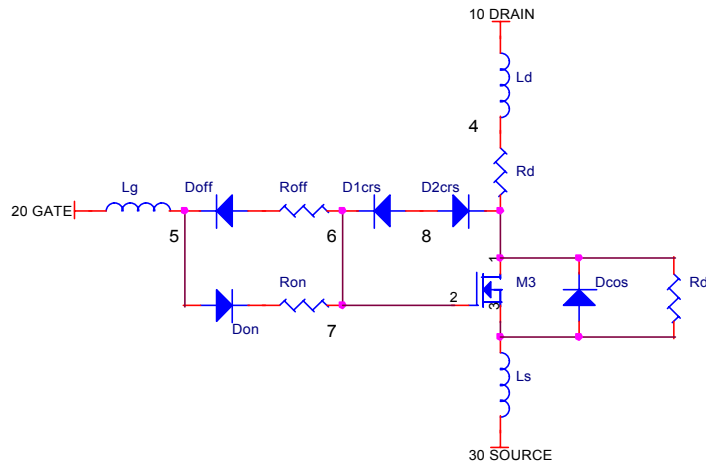 10 DRAIN
Ld
4
Rd
Lg
Doff
Roff
D1crs
D2crs
20 GATE
5
6
8
1
M3
Dcos
Rd
2
3
Ron
Don
7
Ls
30 SOURCE